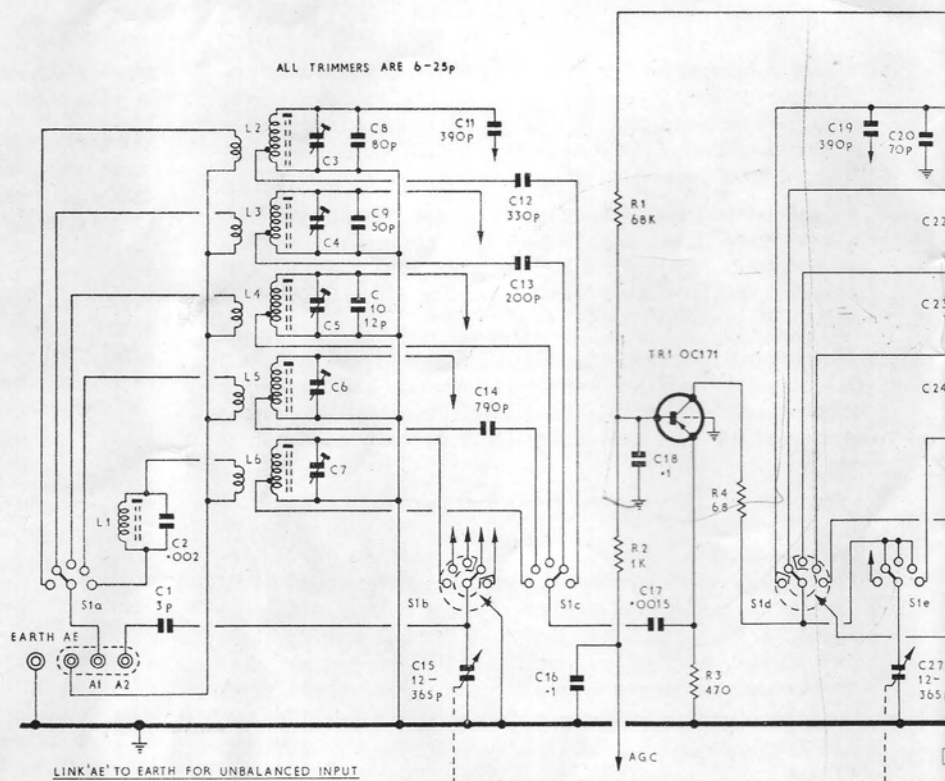 ALL TRIMMERS ARE 6-25p
L2
C3
C8
80p
C11
390p
C12
330p
L3
C4
C9
50p
C13
200p
L4
C5
C
10
12p
L5
C6
C14
790p
L6
C7
L1
C2
·002
C1
3p
S1a
S1b
S1c
EARTH AE
A1 A2
C15
12-
365p
C16
·1
R1
68K
TR1 OC171
C18
·1
R2
1K
C17
·0015
R3
470
R4
68
AGC
C19
390p
C20
70p
C22
C23
C24
S1d
S1e
C27
12-
365
LINK 'AE' TO EARTH FOR UNBALANCED INPUT